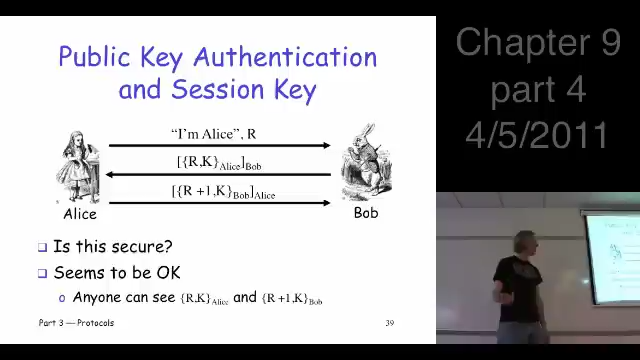 Public Key Authentication
and Session Key
"I'm Alice", R
[{R,K}Alice]Bob
[{R +1,K}Bob]Alice
Alice
Bob
Is this secure?
Seems to be OK
Anyone can see {R,K}Alice and {R +1,K}Bob
Part 3 — Protocols
39
Chapter 9
part 4
4/5/2011